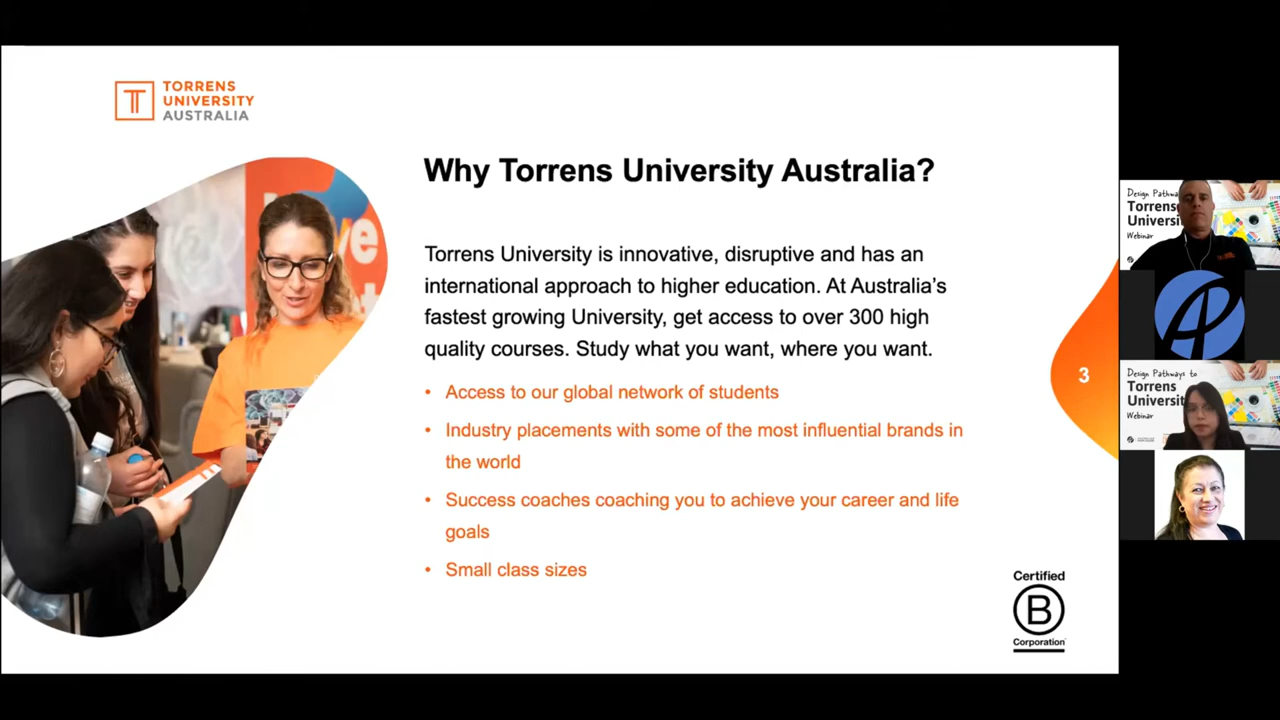 TORRENS
UNIVERSITY
AUSTRALIA
Why Torrens University Australia?
Torrens University is innovative, disruptive and has an
international approach to higher education. At Australia's
fastest growing University, get access to over 300 high
quality courses. Study what you want, where you want.
• Access to our global network of students
• Industry placements with some of the most influential brands in
the world
• Success coaches coaching you to achieve your career and life
goals
• Small class sizes
3
Certified
B
Corporation
Design Pathways
Torrens
University
Webinar
Design Pathways to
Torrens
University
Webinar